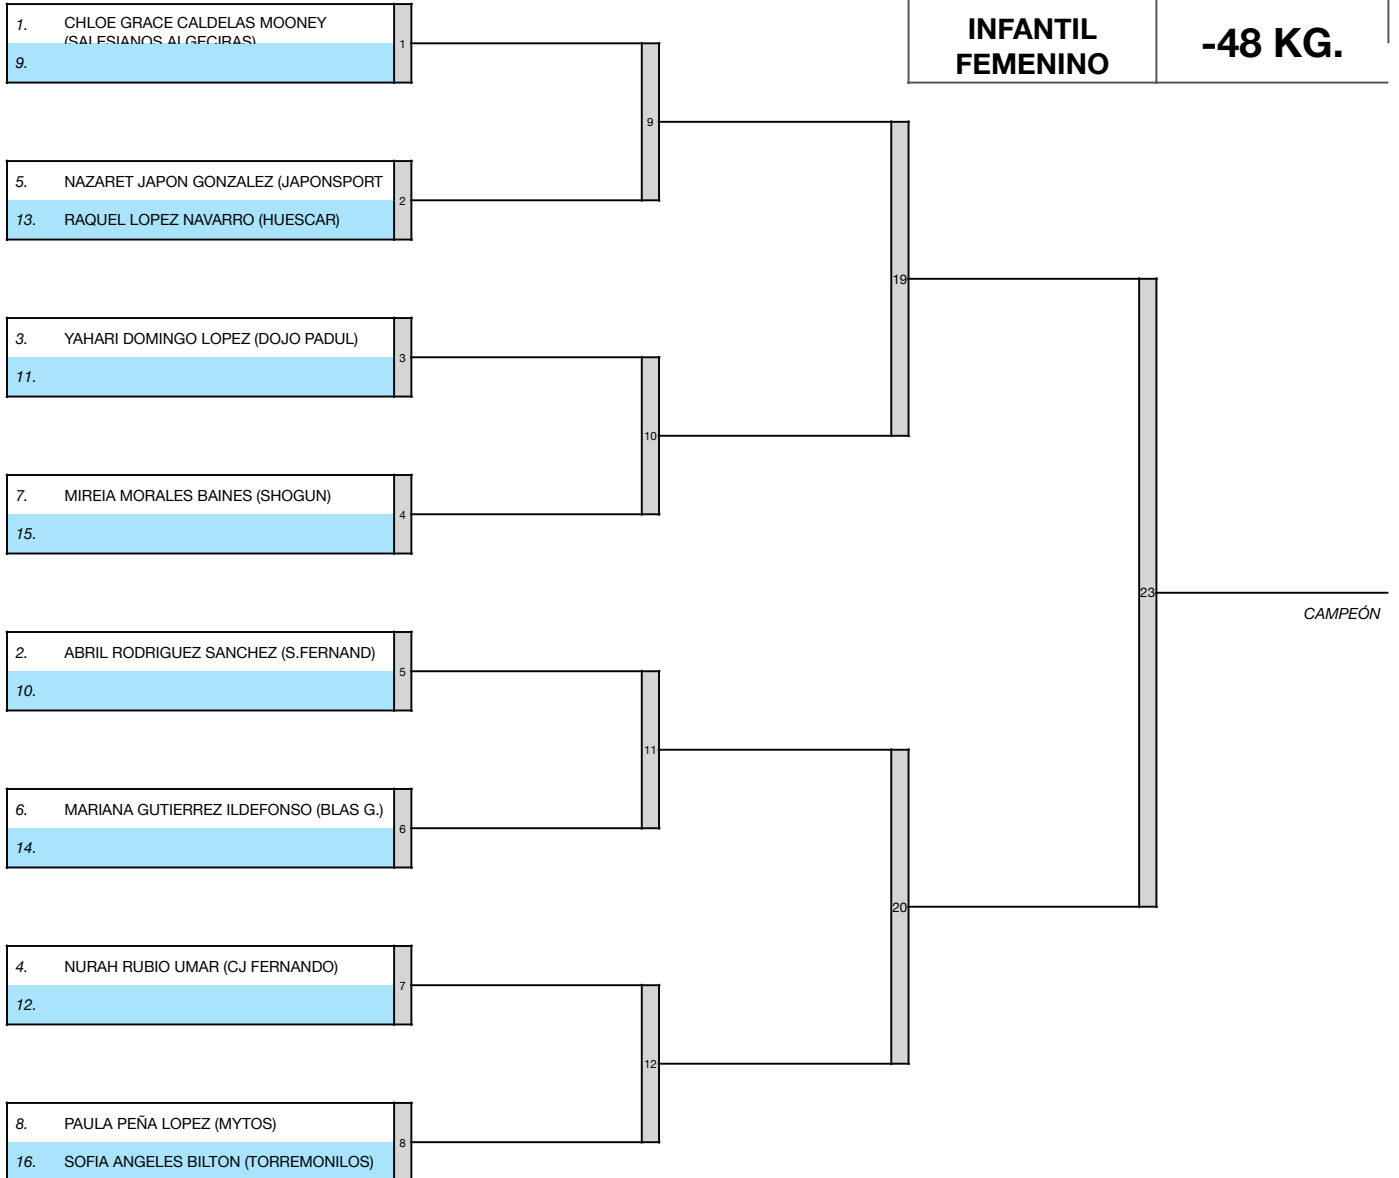 1. CHLOE GRACE CALDELAS MOONEY
(SALESIANOS ALGECIRAS)
9.
1
INFANTIL
FEMENINO
-48 KG.
9
5. NAZARET JAPON GONZALEZ (JAPONSPORT
13. RAQUEL LOPEZ NAVARRO (HUESCAR)
2
19
3. YAHARI DOMINGO LOPEZ (DOJO PADUL)
11.
3
10
7. MIREIA MORALES BAINES (SHOGUN)
15.
4
23
CAMPEÓN
2. ABRIL RODRIGUEZ SANCHEZ (S.FERNAND)
10.
5
11
6. MARIANA GUTIERREZ ILDEFONSO (BLAS G.)
14.
6
20
4. NURAH RUBIO UMAR (CJ FERNANDO)
12.
7
12
8. PAULA PEÑA LOPEZ (MYTOS)
16. SOFIA ANGELES BILTON (TORREMONILOS)
8